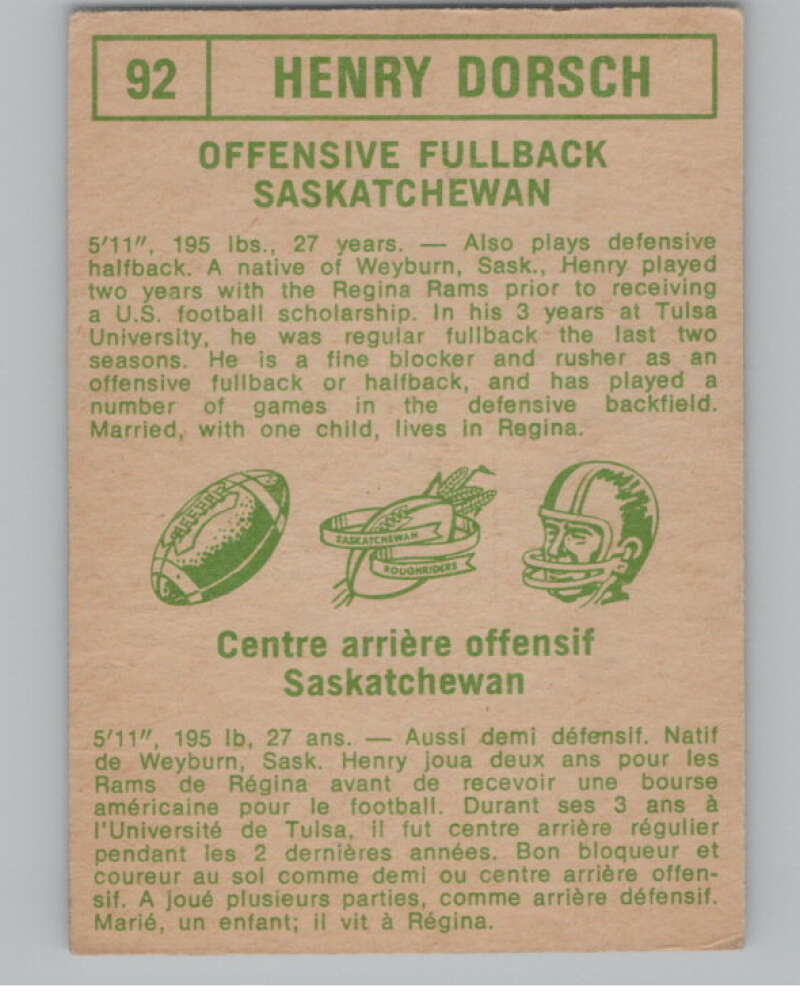 92 HENRY DORSCH
OFFENSIVE FULLBACK
SASKATCHEWAN
5'11", 195 lbs., 27 years. — Also plays defensive
halfback. A native of Weyburn, Sask., Henry played
two years with the Regina Rams prior to receiving
a U.S. football scholarship. In his 3 years at Tulsa
University, he was regular fullback the last two
seasons. He is a fine blocker and rusher as an
offensive fullback or halfback, and has played a
number of games in the defensive backfield.
Married, with one child, lives in Regina.
SASKATCHEWAN
ROUGHRIDERS
Centre arrière offensif
Saskatchewan
5'11", 195 lb, 27 ans. — Aussi demi défensif. Natif
de Weyburn, Sask. Henry joua deux ans pour les
Rams de Régina avant de recevoir une bourse
américaine pour le football. Durant ses 3 ans à
l'Université de Tulsa, il fut centre arrière régulier
pendant les 2 dernières années. Bon bloqueur et
coureur au sol comme demi ou centre arrière offen-
sif. A joué plusieurs parties, comme arrière défensif.
Marié, un enfant; il vit à Régina.